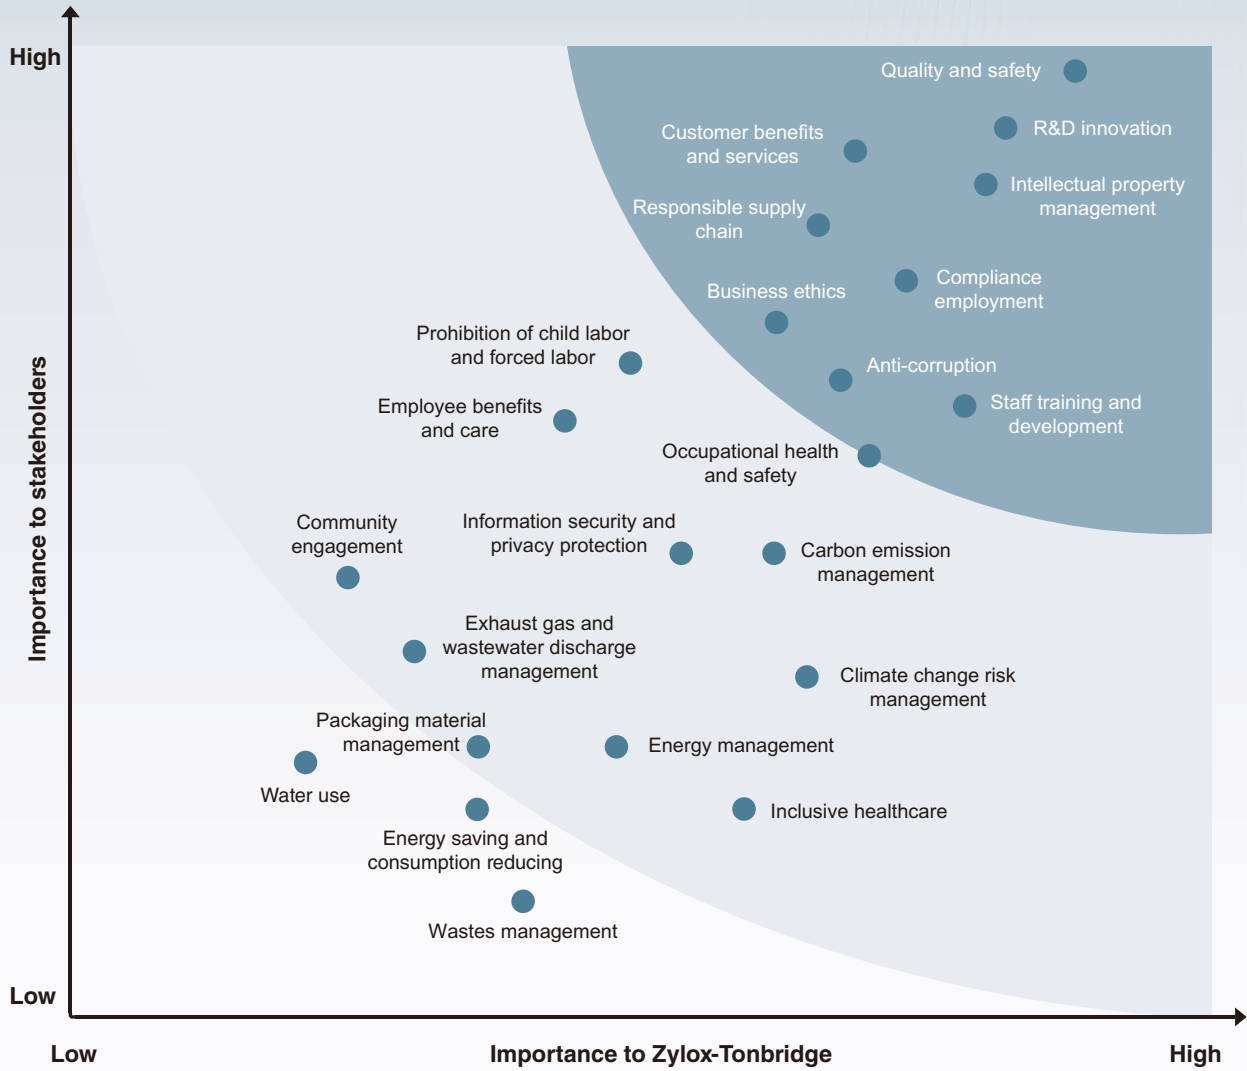 High
Quality and safety
R&D innovation
Customer benefits
and services
Intellectual property
management
Responsible supply
chain
Compliance
employment
Business ethics
Prohibition of child labor
and forced labor
Anti-corruption
Employee benefits
and care
Staff training and
development
Occupational health
and safety
Importance to stakeholders
Community
engagement
Information security and
privacy protection
Carbon emission
management
Exhaust gas and
wastewater discharge
management
Climate change risk
management
Packaging material
management
Energy management
Water use
Inclusive healthcare
Energy saving and
consumption reducing
Wastes management
Low
Low
Importance to Zylox-Tonbridge
High